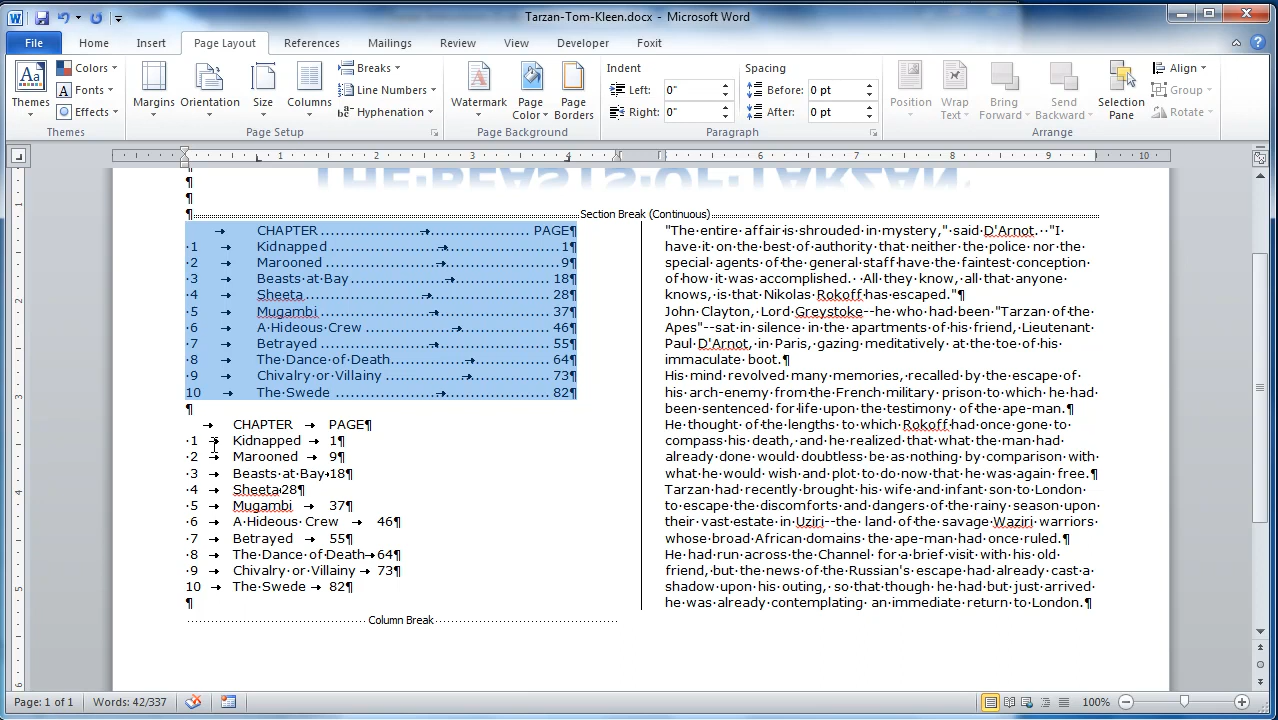 Tarzan-Tom-Kleen.docx - Microsoft Word
File Home Insert Page Layout References Mailings Review View Developer Foxit
Themes
Colors
Fonts
Effects
Themes
Margins
Orientation
Size
Columns
Breaks
Line Numbers
Hyphenation
Page Setup
Watermark
Page Color
Page Borders
Page Background
Indent
Left: 0"
Right: 0"
Spacing
Before: 0 pt
After: 0 pt
Paragraph
Position
Wrap Text
Bring Forward
Send Backward
Selection Pane
Align
Group
Rotate
Arrange
1 2 3 4 6 7 8 9 10
THE·BEASTS·OF·TARZAN
¶
¶
¶ Section Break (Continuous)
→ CHAPTER ..................→.................. PAGE¶
·1 → Kidnapped ..................→.................. 1¶
·2 → Marooned ..................→.................. 9¶
·3 → Beasts·at·Bay ..................→.................. 18¶
·4 → Sheeta ..................→.................. 28¶
·5 → Mugambi ..................→.................. 37¶
·6 → A·Hideous·Crew ..................→.................. 46¶
·7 → Betrayed ..................→.................. 55¶
·8 → The·Dance·of·Death ..................→.................. 64¶
·9 → Chivalry·or·Villainy ..................→.................. 73¶
10 → The·Swede ..................→.................. 82¶
¶
→ CHAPTER → PAGE¶
·1 → Kidnapped → 1¶
·2 → Marooned → 9¶
·3 → Beasts·at·Bay→18¶
·4 → Sheeta→28¶
·5 → Mugambi → 37¶
·6 → A·Hideous·Crew → 46¶
·7 → Betrayed → 55¶
·8 → The·Dance·of·Death→64¶
·9 → Chivalry·or·Villainy → 73¶
10 → The·Swede → 82¶
¶
Column Break
"The·entire·affair·is·shrouded·in·mystery,"·said·D'Arnot.··"I·
have·it·on·the·best·of·authority·that·neither·the·police·nor·the·
special·agents·of·the·general·staff·have·the·faintest·conception·
of·how·it·was·accomplished.··All·they·know,·all·that·anyone·
knows,·is·that·Nikolas·Rokoff·has·escaped."¶
John·Clayton,·Lord·Greystoke--he·who·had·been·"Tarzan·of·the·
Apes"--sat·in·silence·in·the·apartments·of·his·friend,·Lieutenant·
Paul·D'Arnot,·in·Paris,·gazing·meditatively·at·the·toe·of·his·
immaculate·boot.¶
His·mind·revolved·many·memories,·recalled·by·the·escape·of·
his·arch-enemy·from·the·French·military·prison·to·which·he·had·
been·sentenced·for·life·upon·the·testimony·of·the·ape-man.¶
He·thought·of·the·lengths·to·which·Rokoff·had·once·gone·to·
compass·his·death,·and·he·realized·that·what·the·man·had·
already·done·would·doubtless·be·as·nothing·by·comparison·with·
what·he·would·wish·and·plot·to·do·now·that·he·was·again·free.¶
Tarzan·had·recently·brought·his·wife·and·infant·son·to·London·
to·escape·the·discomforts·and·dangers·of·the·rainy·season·upon·
their·vast·estate·in·Uziri--the·land·of·the·savage·Waziri·warriors·
whose·broad·African·domains·the·ape-man·had·once·ruled.¶
He·had·run·across·the·Channel·for·a·brief·visit·with·his·old·
friend,·but·the·news·of·the·Russian's·escape·had·already·cast·a·
shadow·upon·his·outing,·so·that·though·he·had·but·just·arrived·
he·was·already·contemplating·an·immediate·return·to·London.¶
Page: 1 of 1 Words: 42/337 100%